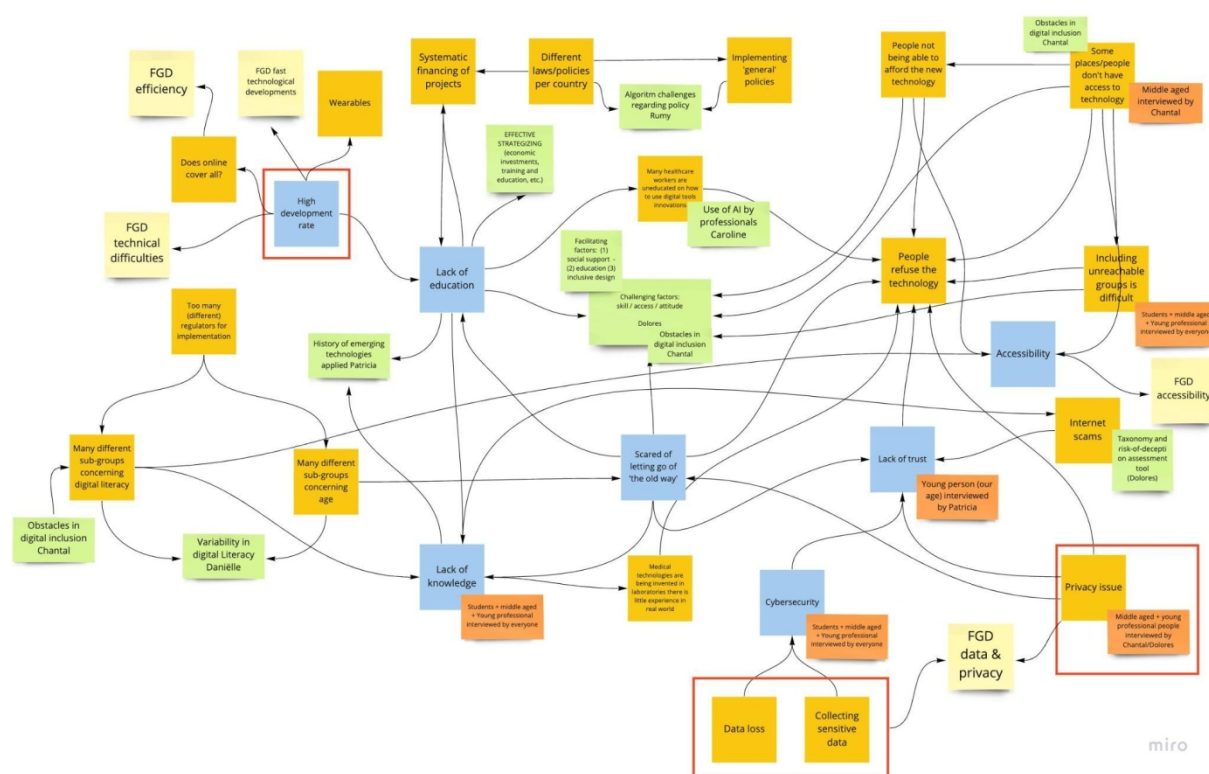 FGD
efficiency
FGD fast
technological
developments
Wearables
Systematic
financing of
projects
Different
laws/policies
per country
Implementing
'general'
policies
People not
being able to
afford the new
technology
Obstacles in
digital inclusion
Chantal
Some
places/people
don't have
access to
technology
Middle aged
interviewed by
Chantal
Algoritm challenges
regarding policy
Rumy
Does online
cover all?
High
development
rate
EFFECTIVE
STRATEGIZING
(economic
investments,
training and
education, etc.)
Many healthcare
workers are
uneducated on how
to use digital tools
innovations
Use of AI by
professionals
Caroline
FGD
technical
difficulties
Lack of
education
Facilitating
factors: (1)
social support -
(2) education (3)
inclusive design
Challenging factors:
skill / access / attitude
Dolores
Obstacles in
digital inclusion
Chantal
People
refuse the
technology
Including
unreachable
groups is
difficult
Students + middle aged
+ Young professional
interviewed by everyone
Too many
(different)
regulators for
implementation
History of emerging
technologies
applied Patricia
Accessibility
FGD
accessibility
Internet
scams
Taxonomy and
risk-of-decepti
on assessment
tool
(Dolores)
Many different
sub-groups
concerning
digital literacy
Many different
sub-groups
concerning
age
Scared of
letting go of
'the old way'
Lack of trust
Young person (our
age) interviewed
by Patricia
Obstacles in
digital inclusion
Chantal
Variability in
digital Literacy
Daniëlle
Lack of
knowledge
Students + middle aged
+ Young professional
interviewed by everyone
Medical
technologies are
being invented in
laboratories there is
little experience in
real world
Cybersecurity
Students + middle aged
+ Young professional
interviewed by everyone
Privacy issue
Middle aged + young
professional people
interviewed by
Chantal/Dolores
FGD
data &
privacy
Data loss
Collecting
sensitive
data
miro